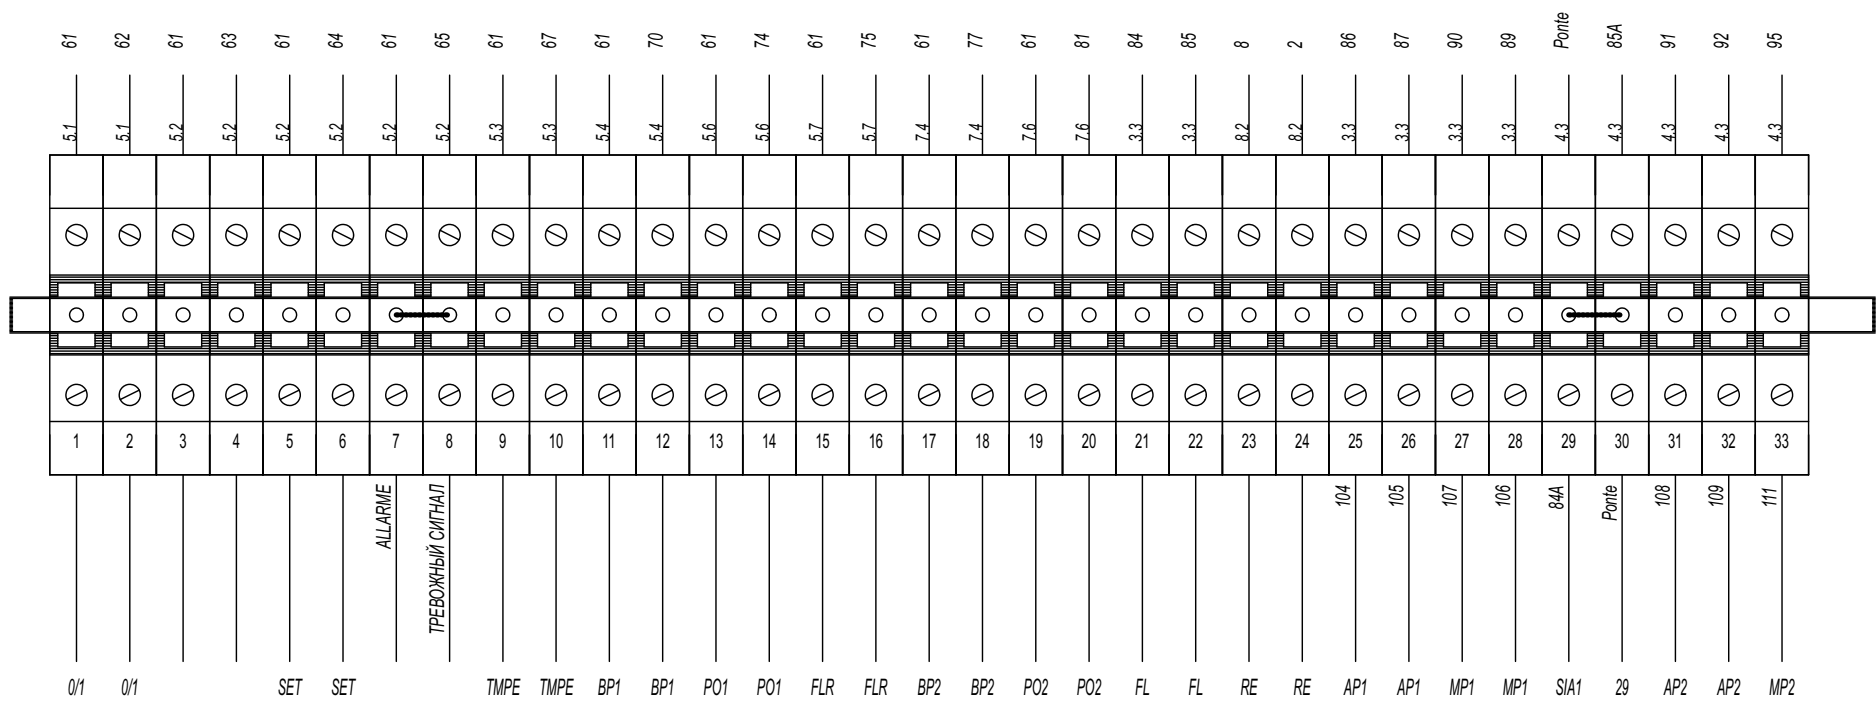 61 62 61 63 61 64 61 65 61 67 61 70 61 74 61 75 61 77 61 81 84 85 8 2 86 87 90 89 Ponte 85A 91 92 95
5.1 5.1 5.2 5.2 5.2 5.2 5.2 5.2 5.3 5.3 5.4 5.4 5.6 5.6 5.7 5.7 7.4 7.4 7.6 7.6 3.3 3.3 8.2 8.2 3.3 3.3 3.3 3.3 4.3 4.3 4.3 4.3 4.3
1 2 3 4 5 6 7 8 9 10 11 12 13 14 15 16 17 18 19 20 21 22 23 24 25 26 27 28 29 30 31 32 33
ALLARME ТРЕВОЖНЫЙ СИГНАЛ 104 105 107 106 84A Ponte 108 109 111
0/1 0/1 SET SET TMPE TMPE BP1 BP1 PO1 PO1 FLR FLR BP2 BP2 PO2 PO2 FL FL RE RE AP1 AP1 MP1 MP1 SIA1 29 AP2 AP2 MP2